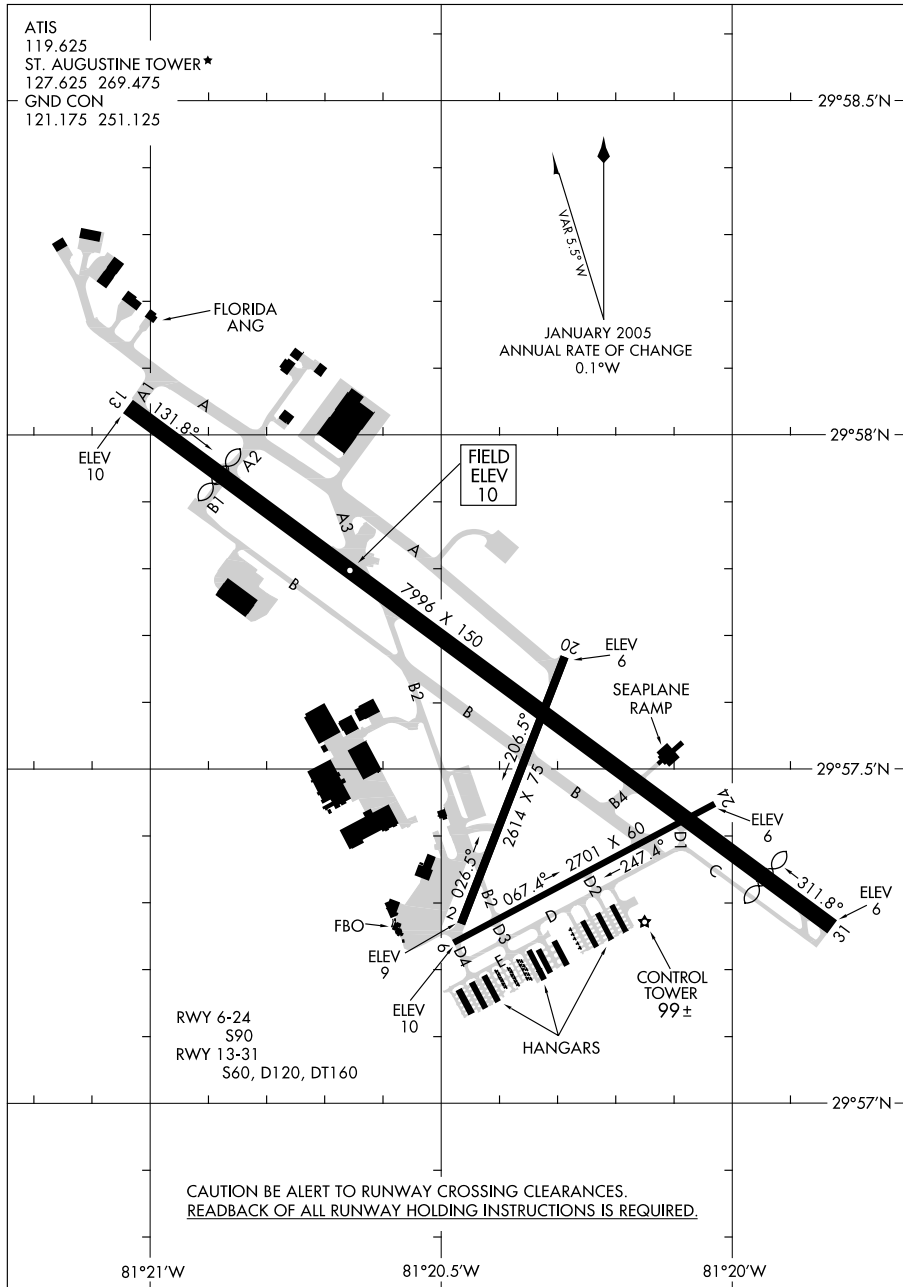 ATIS
119.625
ST. AUGUSTINE TOWER★
127.625 269.475
GND CON
121.175 251.125
29°58.5'N
VAR 5.5° W
JANUARY 2005
ANNUAL RATE OF CHANGE
0.1°W
FLORIDA
ANG
13
A1
A
131.8°
ELEV
10
29°58'N
A2
B1
FIELD
ELEV
10
A3
A
B
7996 X 150
20
ELEV
6
SEAPLANE
RAMP
B2
B
206.5°
2614 X 75
29°57.5'N
B
B4
24
ELEV
6
026.5°
067.4°
2701 X 60
247.4°
D1
C
311.8°
ELEV
6
31
D2
B2
D
D3
2
FBO
ELEV
9
6
D4
E
ELEV
10
CONTROL
TOWER
99±
HANGARS
RWY 6-24
S90
RWY 13-31
S60, D120, DT160
29°57'N
CAUTION BE ALERT TO RUNWAY CROSSING CLEARANCES.
READBACK OF ALL RUNWAY HOLDING INSTRUCTIONS IS REQUIRED.
81°21'W
81°20.5'W
81°20'W